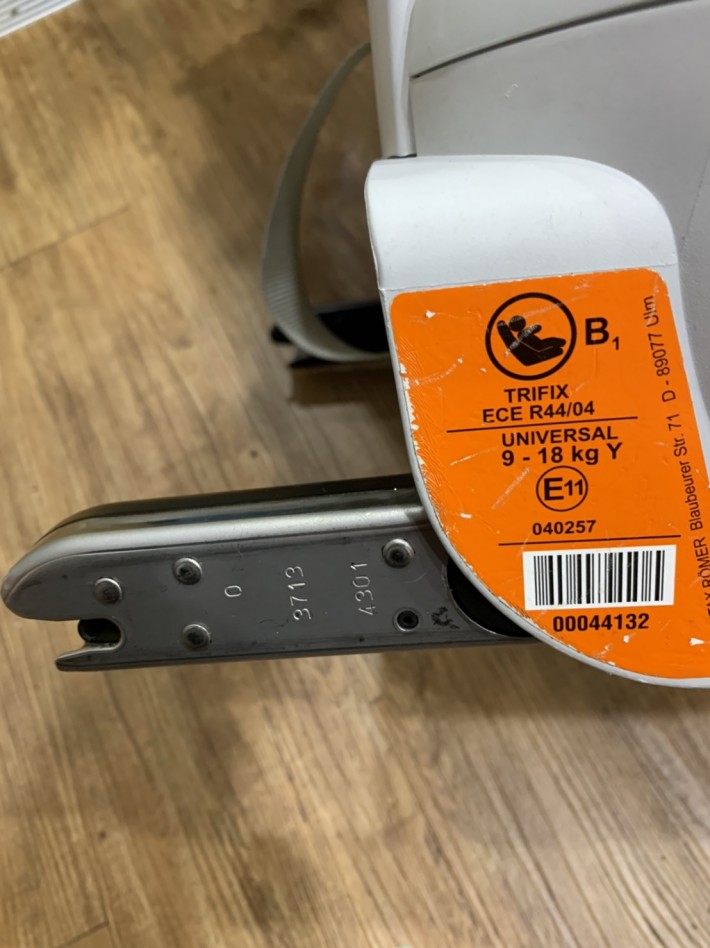 B1
TRIFIX
ECE R44/04
UNIVERSAL
9 - 18 kg Y
E11
040257
00044132
RÖMER Blaubeurer Str. 71 D - 89077 Ulm
0
3713
4301